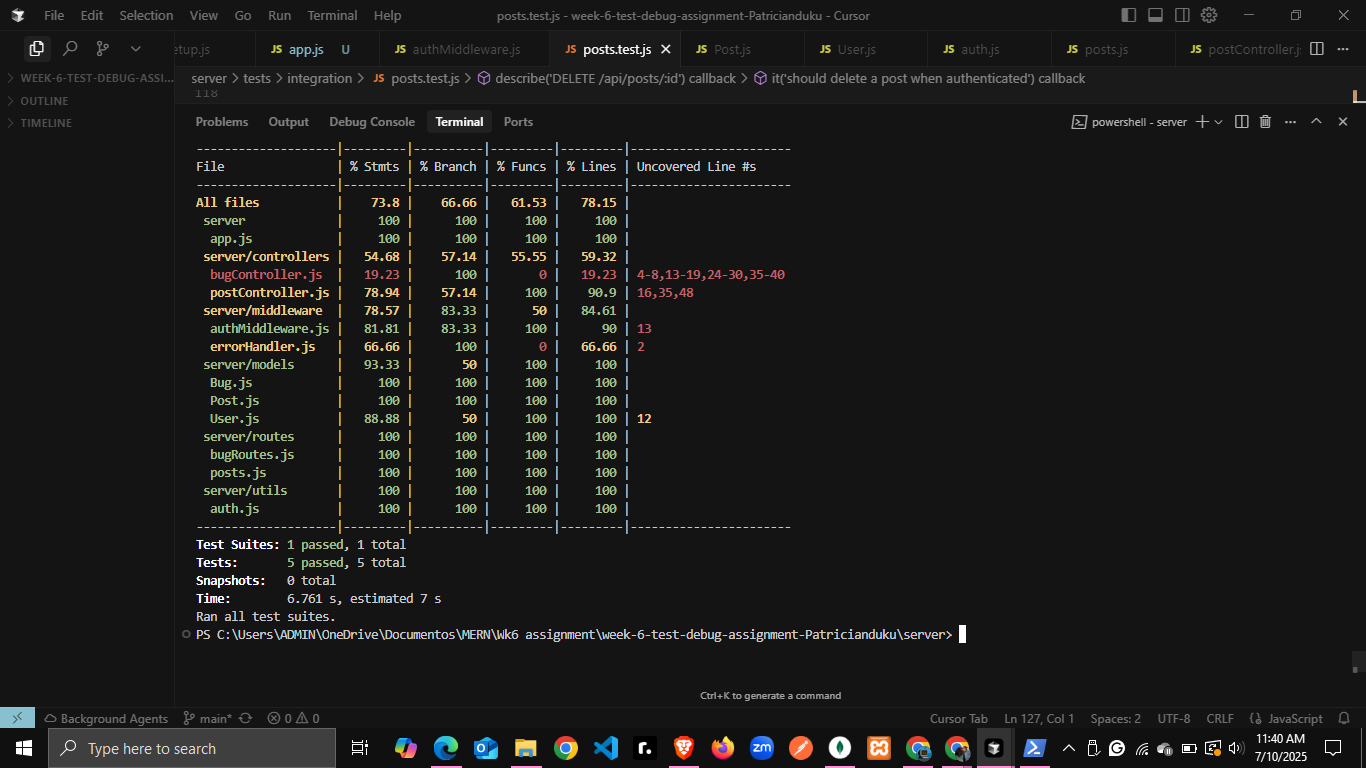 File Edit Selection View Go Run Terminal Help posts.test.js - week-6-test-debug-assignment-Patricianduku - Cursor
etup.js JS app.js U JS authMiddleware.js JS posts.test.js JS Post.js JS User.js JS auth.js JS posts.js JS postController.j
WEEK-6-TEST-DEBUG-ASSI...
OUTLINE
TIMELINE
server > tests > integration > JS posts.test.js > describe('DELETE /api/posts/:id') callback > it('should delete a post when authenticated') callback
118
Problems Output Debug Console Terminal Ports powershell - server
--------------------|---------|----------|---------|---------|-----------------------
File | % Stmts | % Branch | % Funcs | % Lines | Uncovered Line #s
--------------------|---------|----------|---------|---------|-----------------------
All files | 73.8 | 66.66 | 61.53 | 78.15 |
server | 100 | 100 | 100 | 100 |
app.js | 100 | 100 | 100 | 100 |
server/controllers | 54.68 | 57.14 | 55.55 | 59.32 |
bugController.js | 19.23 | 100 | 0 | 19.23 | 4-8,13-19,24-30,35-40
postController.js | 78.94 | 57.14 | 100 | 90.9 | 16,35,48
server/middleware | 78.57 | 83.33 | 50 | 84.61 |
authMiddleware.js | 81.81 | 83.33 | 100 | 90 | 13
errorHandler.js | 66.66 | 100 | 0 | 66.66 | 2
server/models | 93.33 | 50 | 100 | 100 |
Bug.js | 100 | 100 | 100 | 100 |
Post.js | 100 | 100 | 100 | 100 |
User.js | 88.88 | 50 | 100 | 100 | 12
server/routes | 100 | 100 | 100 | 100 |
bugRoutes.js | 100 | 100 | 100 | 100 |
posts.js | 100 | 100 | 100 | 100 |
server/utils | 100 | 100 | 100 | 100 |
auth.js | 100 | 100 | 100 | 100 |
--------------------|---------|----------|---------|---------|-----------------------
Test Suites: 1 passed, 1 total
Tests: 5 passed, 5 total
Snapshots: 0 total
Time: 6.761 s, estimated 7 s
Ran all test suites.
PS C:\Users\ADMIN\OneDrive\Documentos\MERN\Wk6 assignment\week-6-test-debug-assignment-Patricianduku\server>
Ctrl+K to generate a command
Background Agents main* 0 0 Cursor Tab Ln 127, Col 1 Spaces: 2 UTF-8 CRLF JavaScript
Type here to search
zm
11:40 AM
7/10/2025